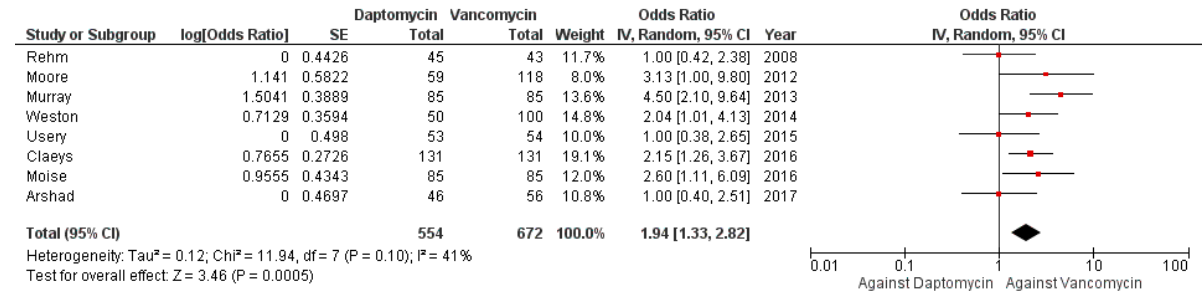 Daptomycin Vancomycin Odds Ratio Odds Ratio
Study or Subgroup log[Odds Ratio] SE Total Total Weight IV, Random, 95% CI Year IV, Random, 95% CI
Rehm 0 0.4426 45 43 11.7% 1.00 [0.42, 2.38] 2008
Moore 1.141 0.5822 59 118 8.0% 3.13 [1.00, 9.80] 2012
Murray 1.5041 0.3889 85 85 13.6% 4.50 [2.10, 9.64] 2013
Weston 0.7129 0.3594 50 100 14.8% 2.04 [1.01, 4.13] 2014
Usery 0 0.498 53 54 10.0% 1.00 [0.38, 2.65] 2015
Claeys 0.7655 0.2726 131 131 19.1% 2.15 [1.26, 3.67] 2016
Moise 0.9555 0.4343 85 85 12.0% 2.60 [1.11, 6.09] 2016
Arshad 0 0.4697 46 56 10.8% 1.00 [0.40, 2.51] 2017
Total (95% CI) 554 672 100.0% 1.94 [1.33, 2.82]
Heterogeneity: Tau² = 0.12; Chi² = 11.94, df = 7 (P = 0.10); I² = 41%
Test for overall effect: Z = 3.46 (P = 0.0005)
0.01 0.1 1 10 100
Against Daptomycin Against Vancomycin